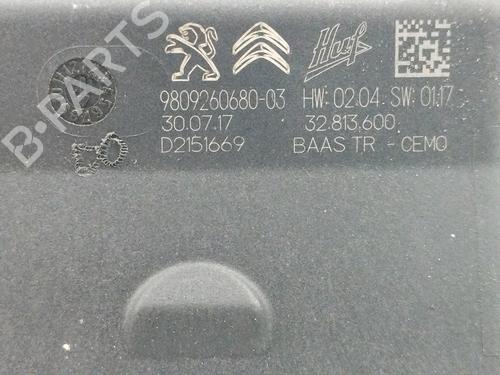 Huf
9809260680-03 HW: 02.04 SW: 01.17
30.07.17 32.813.600
D2151669 BAAS TR - CEMO
B-PARTS